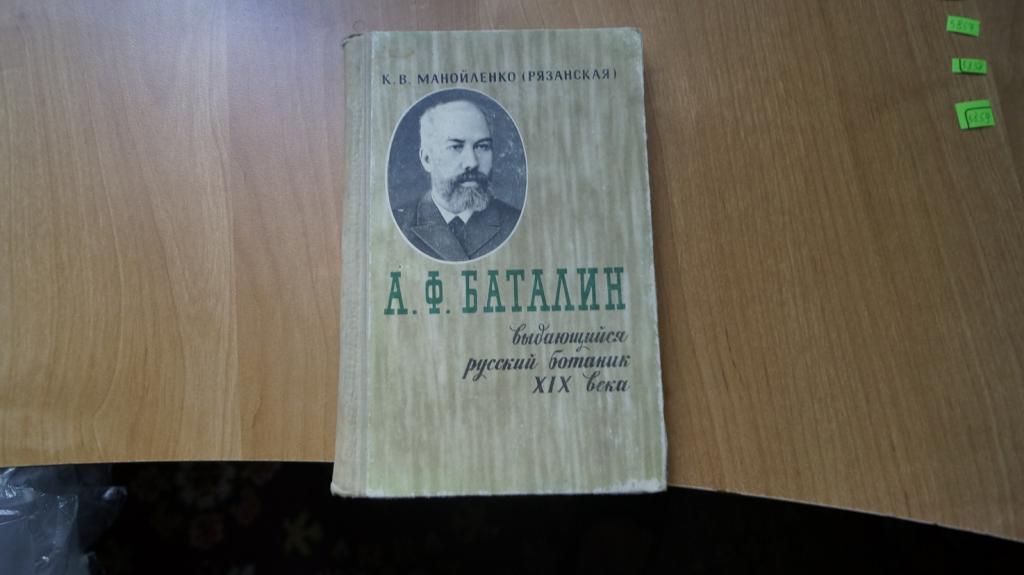 К. В. МАНОЙЛЕНКО (РЯЗАНСКАЯ)
А. Ф. БАТАЛИН
выдающийся
русский ботаник
XIX века